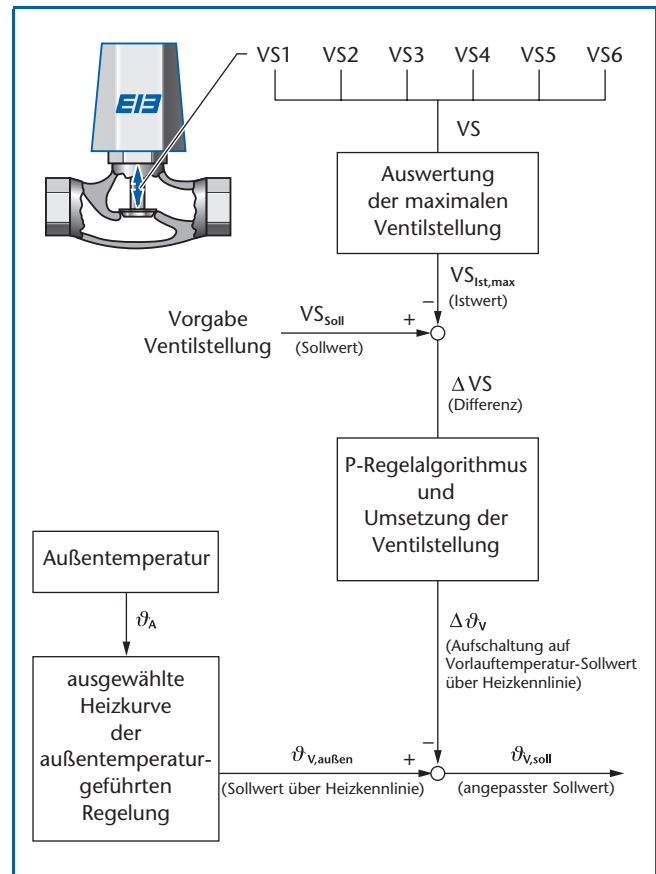 VS1 VS2 VS3 VS4 VS5 VS6
EIB
VS
Auswertung
der maximalen
Ventilstellung
VSIst,max
(Istwert)
−
+
Vorgabe
Ventilstellung
VSSoll
(Sollwert)
Δ VS
(Differenz)
P-Regelalgorithmus
und
Umsetzung der
Ventilstellung
Außentemperatur
ϑA
Δ ϑV
(Aufschaltung auf
Vorlauftemperatur-Sollwert
über Heizkennlinie)
ausgewählte
Heizkurve
der
außentemperatur-
geführten
Regelung
ϑV,außen
(Sollwert über Heizkennlinie)
+
−
ϑV,soll
(angepasster Sollwert)